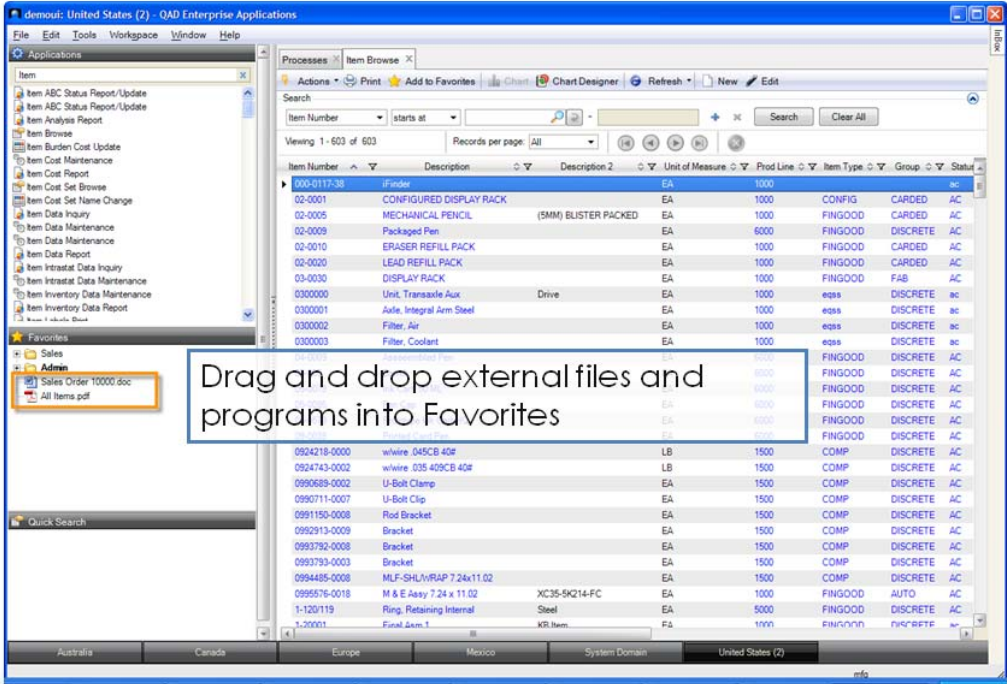 demoui: United States (2) - QAD Enterprise Applications
File Edit Tools Workspace Window Help
InBox
Applications
Item
Item ABC Status Report/Update
Item ABC Status Report/Update
Item Analysis Report
Item Browse
Item Burden Cost Update
Item Cost Maintenance
Item Cost Report
Item Cost Set Browse
Item Cost Set Name Change
Item Data Inquiry
Item Data Maintenance
Item Data Maintenance
Item Data Report
Item Intrastat Data Inquiry
Item Intrastat Data Maintenance
Item Inventory Data Maintenance
Item Inventory Data Report
Item Labels Print
Favorites
Sales
Admin
Sales Order 10000.doc
All Items.pdf
Quick Search
Processes Item Browse
Actions Print Add to Favorites Chart Chart Designer Refresh New Edit
Search
Item Number starts at - Search Clear All
Viewing 1 - 603 of 603 Records per page: All
Item Number Description Description 2 Unit of Measure Prod Line Item Type Group Status
000-0117-38 iFinder EA 1000 ac
02-0001 CONFIGURED DISPLAY RACK EA 1000 CONFIG CARDED AC
02-0005 MECHANICAL PENCIL (5MM) BLISTER PACKED EA 1000 FINGOOD CARDED AC
02-0009 Packaged Pen EA 6000 FINGOOD DISCRETE AC
02-0010 ERASER REFILL PACK EA 1000 FINGOOD CARDED AC
02-0020 LEAD REFILL PACK EA 1000 FINGOOD CARDED AC
03-0030 DISPLAY RACK EA 1000 FINGOOD FAB AC
0300000 Unit, Transaxle Aux Drive EA 1000 eqss DISCRETE ac
0300001 Axle, Integral Arm Steel EA 1000 eqss DISCRETE ac
0300002 Filter, Air EA 1000 eqss DISCRETE ac
0300003 Filter, Coolant EA 1000 eqss DISCRETE ac
FINGOOD DISCRETE AC
FINGOOD DISCRETE AC
FINGOOD DISCRETE AC
FINGOOD DISCRETE AC
FINGOOD DISCRETE AC
FINGOOD DISCRETE AC
Drag and drop external files and
programs into Favorites
0924218-0000 w/wire .045CB 40# LB 1500 COMP DISCRETE AC
0924743-0002 w/wire .035 409CB 40# LB 1500 COMP DISCRETE AC
0990689-0002 U-Bolt Clamp EA 1500 COMP DISCRETE AC
0990711-0007 U-Bolt Clip EA 1500 COMP DISCRETE AC
0991150-0008 Rod Bracket EA 1500 COMP DISCRETE AC
0992913-0009 Bracket EA 1500 COMP DISCRETE AC
0993792-0008 Bracket EA 1500 COMP DISCRETE AC
0993793-0003 Bracket EA 1500 COMP DISCRETE AC
0994485-0008 MLF-SHL/WRAP 7.24x11.02 EA 1500 COMP DISCRETE AC
0995576-0018 M & E Assy 7.24 x 11.02 XC35-5K214-FC EA 1000 FINGOOD AUTO AC
1-120/119 Ring, Retaining Internal Steel EA 5000 FINGOOD DISCRETE AC
1-20001 Final Asm 1 KB Item EA 1000 FINGOOD DISCRETE ac
Australia Canada Europe Mexico System Domain United States (2)
mfg